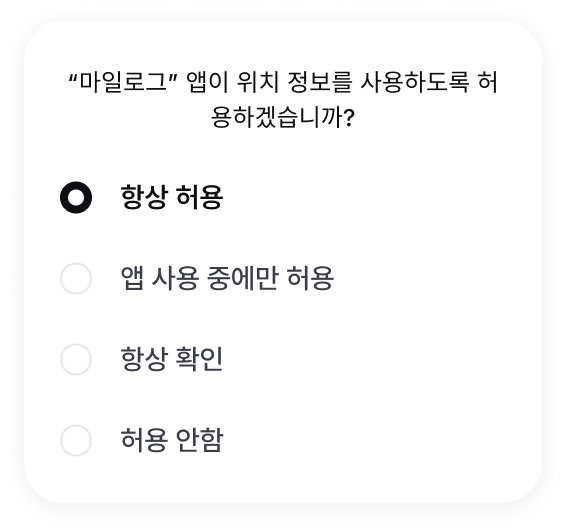 “마일로그” 앱이 위치 정보를 사용하도록 허
용하겠습니까?
항상 허용
앱 사용 중에만 허용
항상 확인
허용 안함